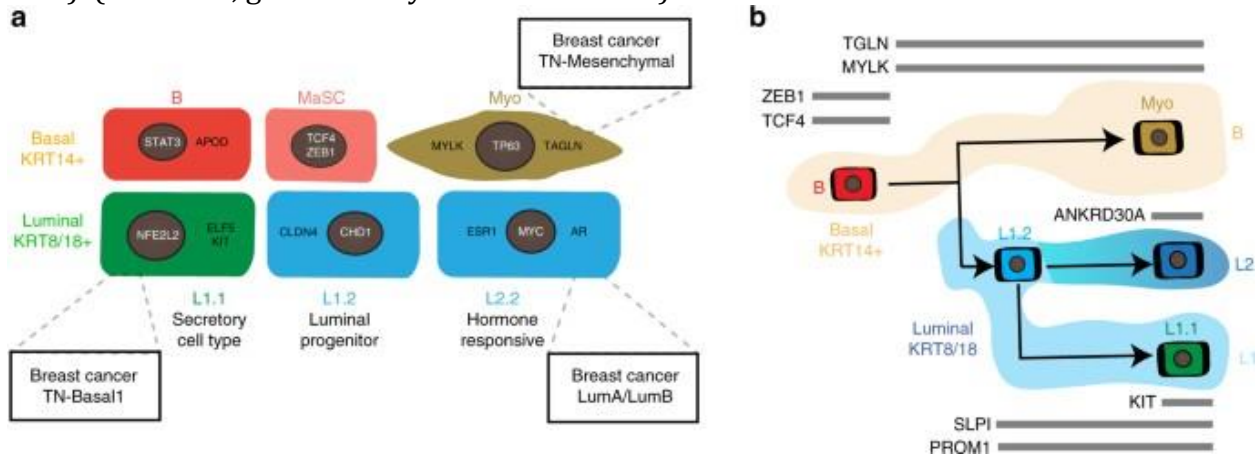 a
Breast cancer
TN-Mesenchymal
B
MaSC
Myo
Basal
KRT14+
STAT3
APOD
TCF4
ZEB1
MYLK
TP63
TAGLN
Luminal
KRT8/18+
NFE2L2
ELF5
KIT
CLDN4
CHD1
ESR1
MYC
AR
L1.1
Secretory
cell type
L1.2
Luminal
progenitor
L2.2
Hormone
responsive
Breast cancer
TN-Basal1
Breast cancer
LumA/LumB
b
TGLN
MYLK
ZEB1
TCF4
Myo
B
B
Basal
KRT14+
ANKRD30A
L1.2
L2
Luminal
KRT8/18
L1.1
L1
KIT
SLPI
PROM1